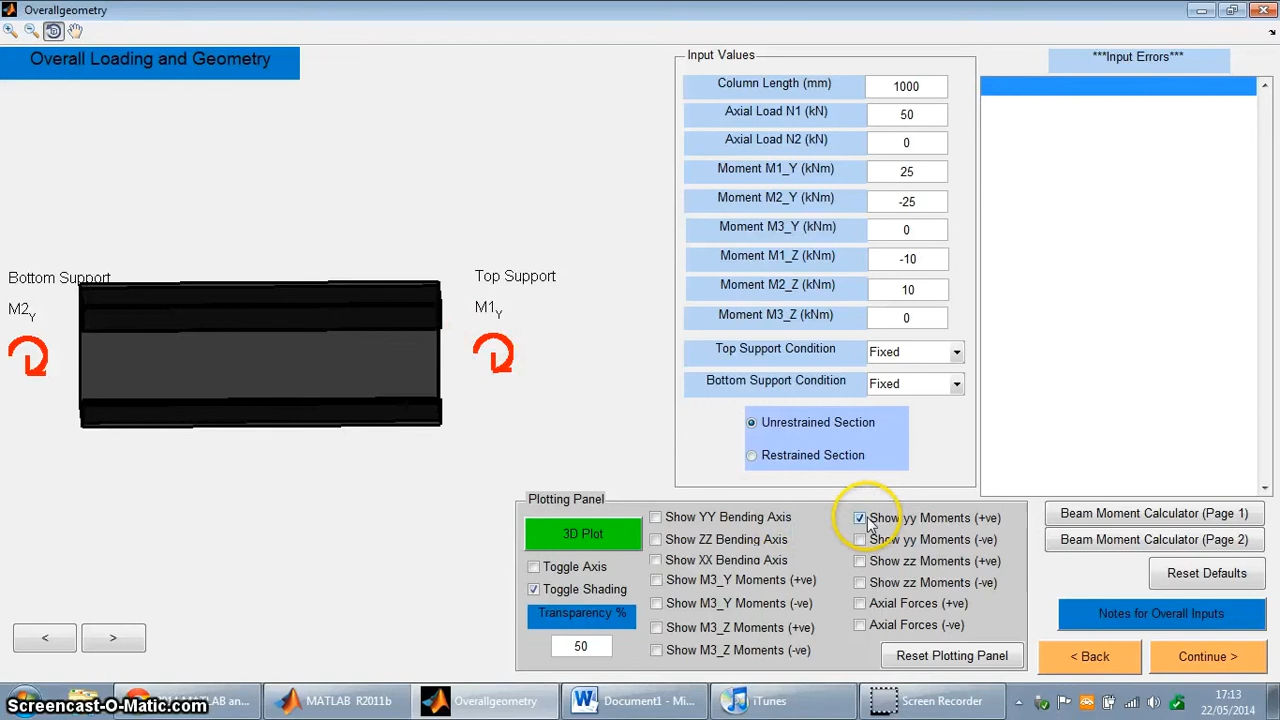 Overallgeometry
Overall Loading and Geometry
Bottom Support
M2Y
Top Support
M1Y
Input Values
Column Length (mm) 1000
Axial Load N1 (kN) 50
Axial Load N2 (kN) 0
Moment M1_Y (kNm) 25
Moment M2_Y (kNm) -25
Moment M3_Y (kNm) 0
Moment M1_Z (kNm) -10
Moment M2_Z (kNm) 10
Moment M3_Z (kNm) 0
Top Support Condition Fixed
Bottom Support Condition Fixed
Unrestrained Section
Restrained Section
***Input Errors***
Plotting Panel
3D Plot
Toggle Axis
Toggle Shading
Transparency %
50
Show YY Bending Axis
Show ZZ Bending Axis
Show XX Bending Axis
Show M3_Y Moments (+ve)
Show M3_Y Moments (-ve)
Show M3_Z Moments (+ve)
Show M3_Z Moments (-ve)
Show yy Moments (+ve)
Show yy Moments (-ve)
Show zz Moments (+ve)
Show zz Moments (-ve)
Axial Forces (+ve)
Axial Forces (-ve)
Reset Plotting Panel
Beam Moment Calculator (Page 1)
Beam Moment Calculator (Page 2)
Reset Defaults
Notes for Overall Inputs
< Back
Continue >
<
>
MATLAB an...
MATLAB R2011b
Overallgeometry
Document1 - Mi...
iTunes
Screen Recorder
17:13
22/05/2014
Screencast-O-Matic.com